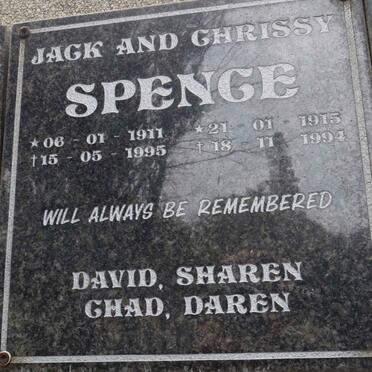 JACK AND CHRISSY
SPENCE
★06 - 01 - 1911 ★21 - 01 - 1915
†15 - 05 - 1995 †18 - 11 - 1994
WILL ALWAYS BE REMEMBERED
DAVID, SHAREN
CHAD, DAREN